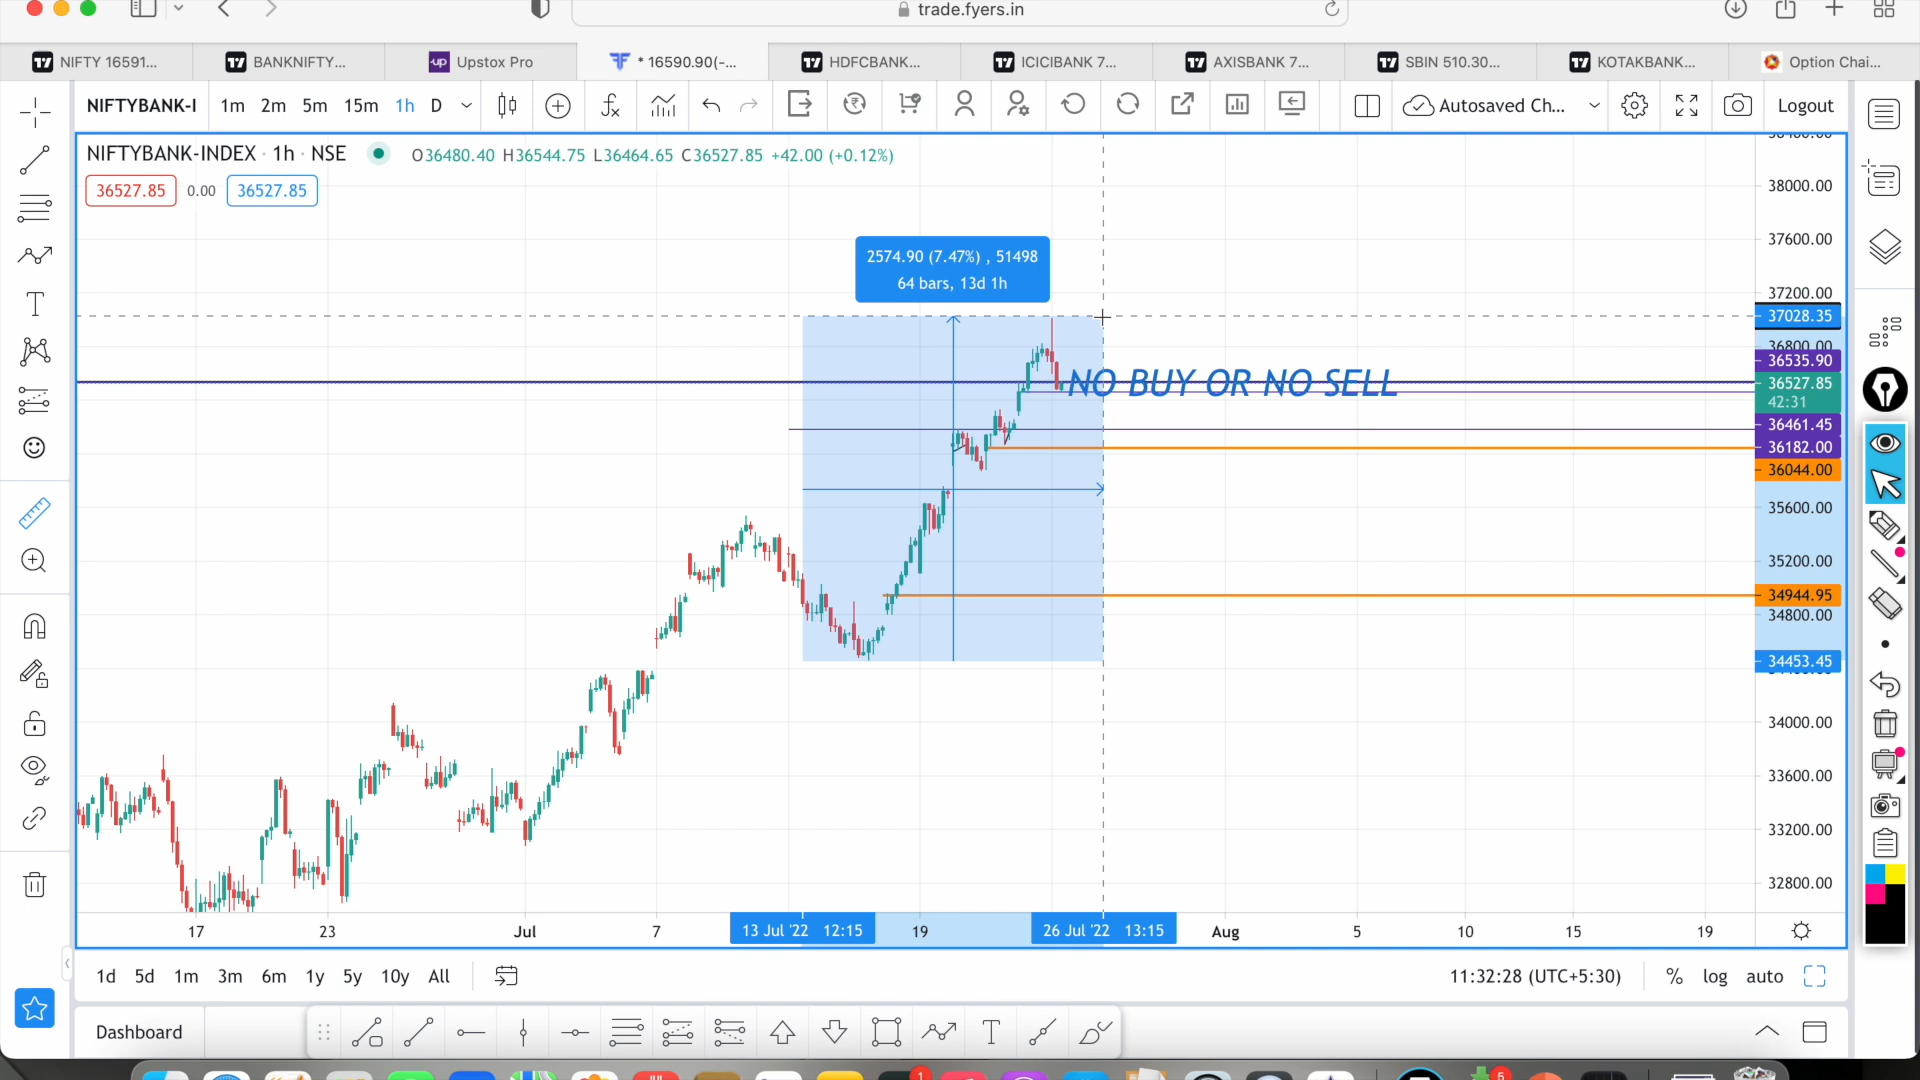 trade.fyers.in
NIFTY 16591... BANKNIFTY... Upstox Pro * 16590.90(-... HDFCBANK... ICICIBANK 7... AXISBANK 7... SBIN 510.30... KOTAKBANK... Option Chai...
NIFTYBANK-I 1m 2m 5m 15m 1h D Autosaved Ch... Logout
NIFTYBANK-INDEX · 1h · NSE O36480.40 H36544.75 L36464.65 C36527.85 +42.00 (+0.12%)
36527.85 0.00 36527.85
38000.00
37600.00
2574.90 (7.47%) , 51498
64 bars, 13d 1h
37200.00
37028.35
36800.00
36535.90
NO BUY OR NO SELL
36527.85
42:31
36461.45
36182.00
36044.00
35600.00
35200.00
34944.95
34800.00
34453.45
34000.00
33600.00
33200.00
32800.00
17 23 Jul 7 13 Jul '22 12:15 19 26 Jul '22 13:15 Aug 5 10 15 19
1d 5d 1m 3m 6m 1y 5y 10y All 11:32:28 (UTC+5:30) % log auto
Dashboard
1 5